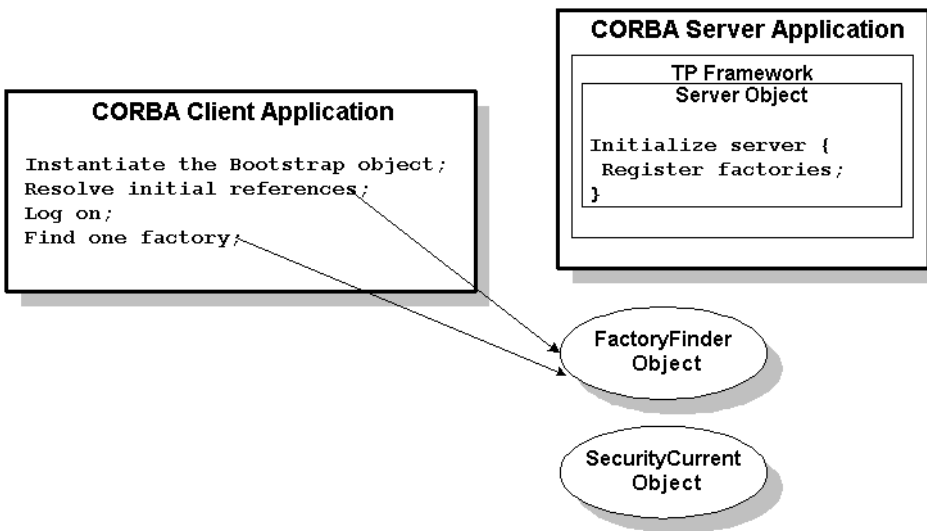 CORBA Client Application
Instantiate the Bootstrap object;
Resolve initial references;
Log on;
Find one factory;
CORBA Server Application
TP Framework
Server Object
Initialize server {
Register factories;
}
FactoryFinder
Object
SecurityCurrent
Object